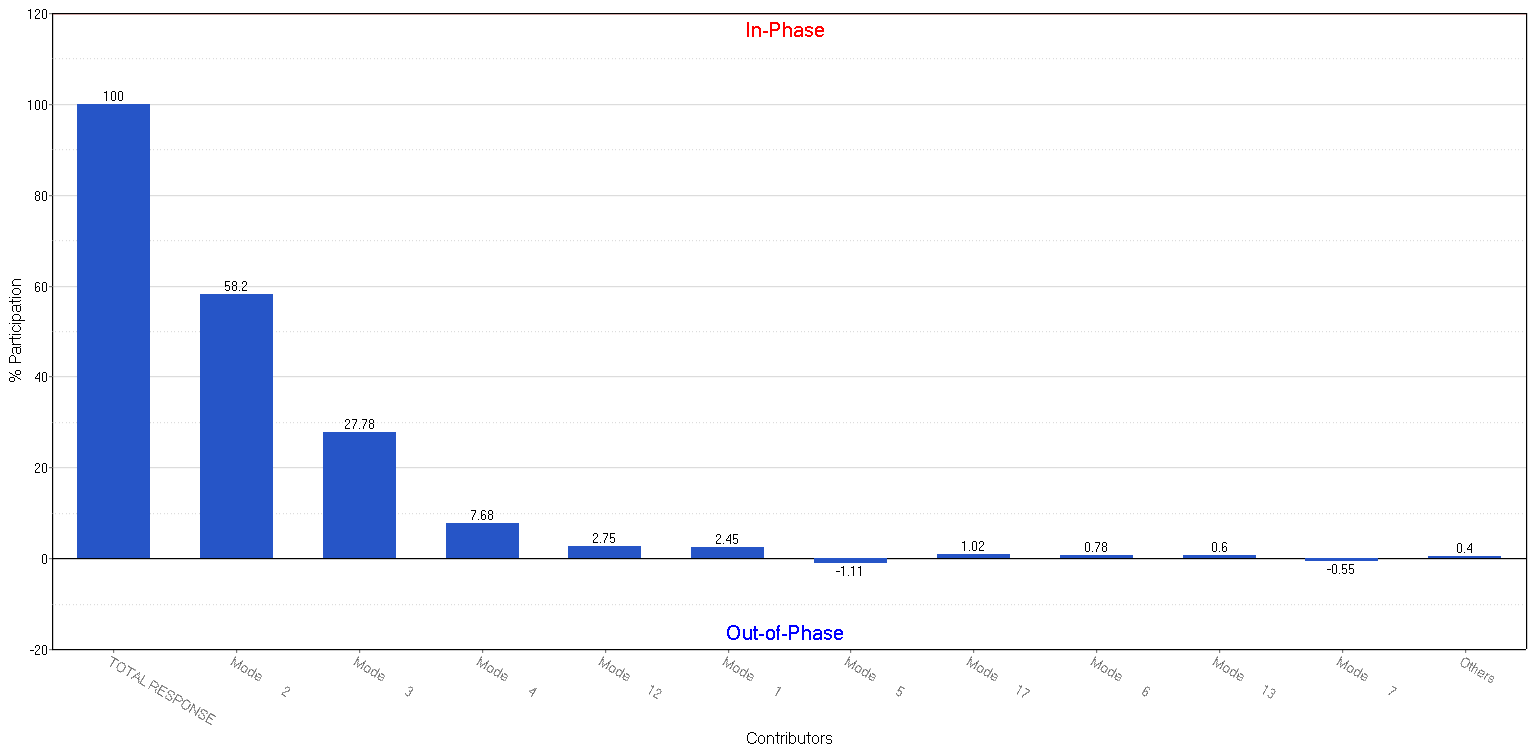 In-Phase
120
100
80
60
40
20
0
-20
% Participation
100
58.2
27.78
7.68
2.75
2.45
-1.11
1.02
0.78
0.6
-0.55
0.4
Out-of-Phase
TOTAL RESPONSE
Mode 2
Mode 3
Mode 4
Mode 12
Mode 1
Mode 5
Mode 17
Mode 6
Mode 13
Mode 7
Others
Contributors